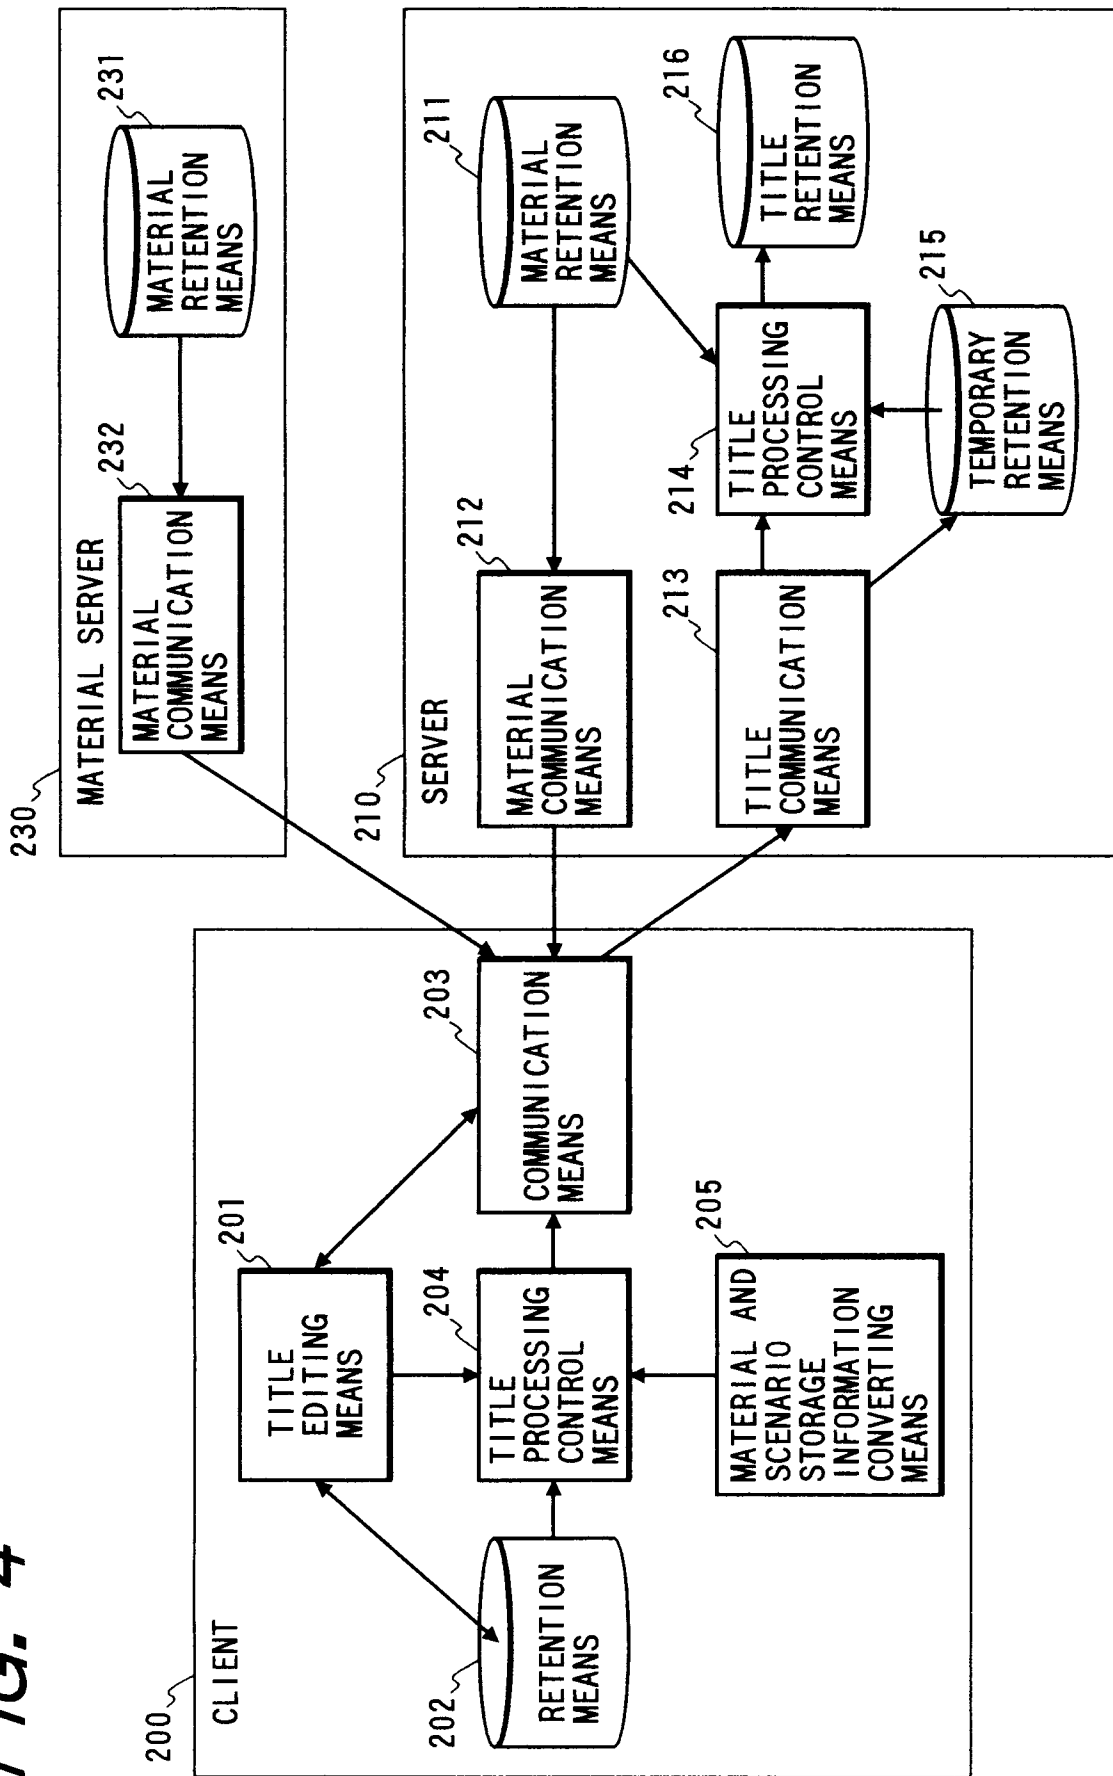 FIG. 4
200
CLIENT
202
RETENTION
MEANS
201
TITLE
EDITING
MEANS
204
TITLE
PROCESSING
CONTROL
MEANS
205
MATERIAL AND
SCENARIO
STORAGE
INFORMATION
CONVERTING
MEANS
203
COMMUNICATION
MEANS
230
MATERIAL SERVER
232
MATERIAL
COMMUNICATION
MEANS
231
MATERIAL
RETENTION
MEANS
210
SERVER
212
MATERIAL
COMMUNICATION
MEANS
211
MATERIAL
RETENTION
MEANS
213
TITLE
COMMUNICATION
MEANS
214
TITLE
PROCESSING
CONTROL
MEANS
216
TITLE
RETENTION
MEANS
215
TEMPORARY
RETENTION
MEANS